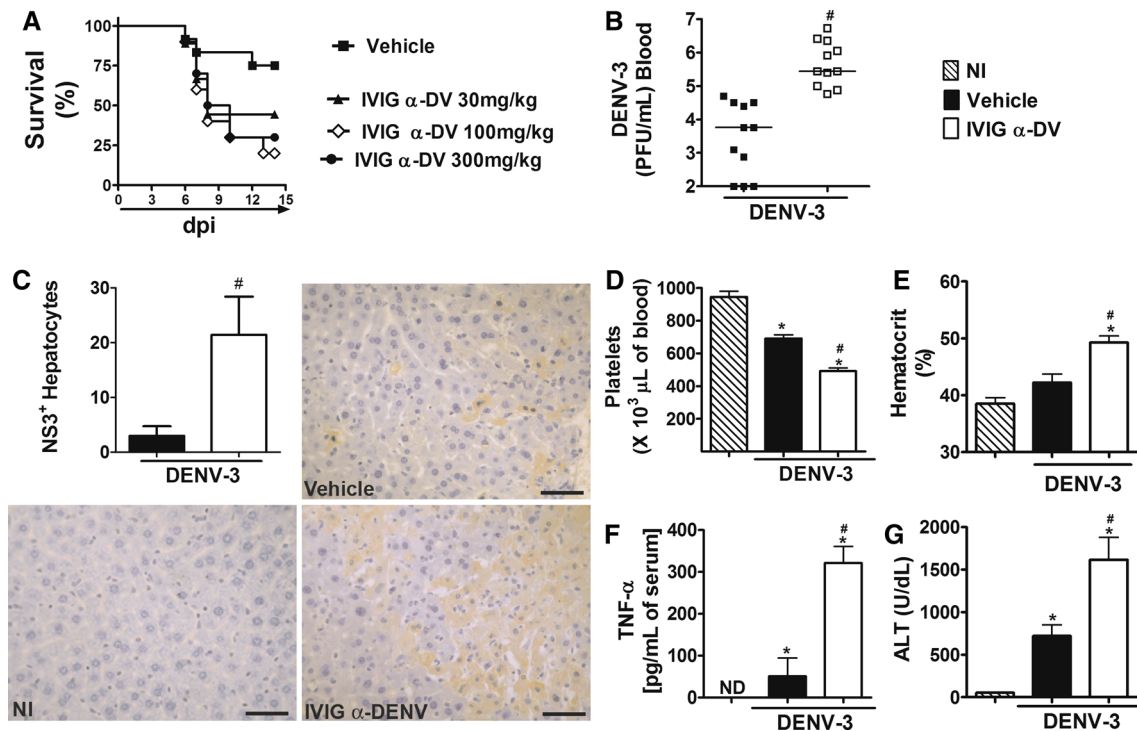 A
Survival
(%)
100
75
50
25
0
0 3 6 9 12 15
dpi
Vehicle
IVIG α-DV 30mg/kg
IVIG α-DV 100mg/kg
IVIG α-DV 300mg/kg
B
DENV-3
(PFU/mL) Blood
7
6
5
4
3
2
#
DENV-3
NI
Vehicle
IVIG α-DV
C
NS3+ Hepatocytes
30
20
10
0
#
DENV-3
Vehicle
NI
IVIG α-DENV
D
Platelets
(X 10³ μL of blood)
1000
800
600
400
200
*
#
*
DENV-3
E
Hematocrit
(%)
60
50
40
30
#
*
DENV-3
F
TNF-α
[pg/mL of serum]
400
300
200
100
0
ND
*
#
*
DENV-3
G
ALT (U/dL)
2000
1500
1000
500
0
*
#
*
DENV-3